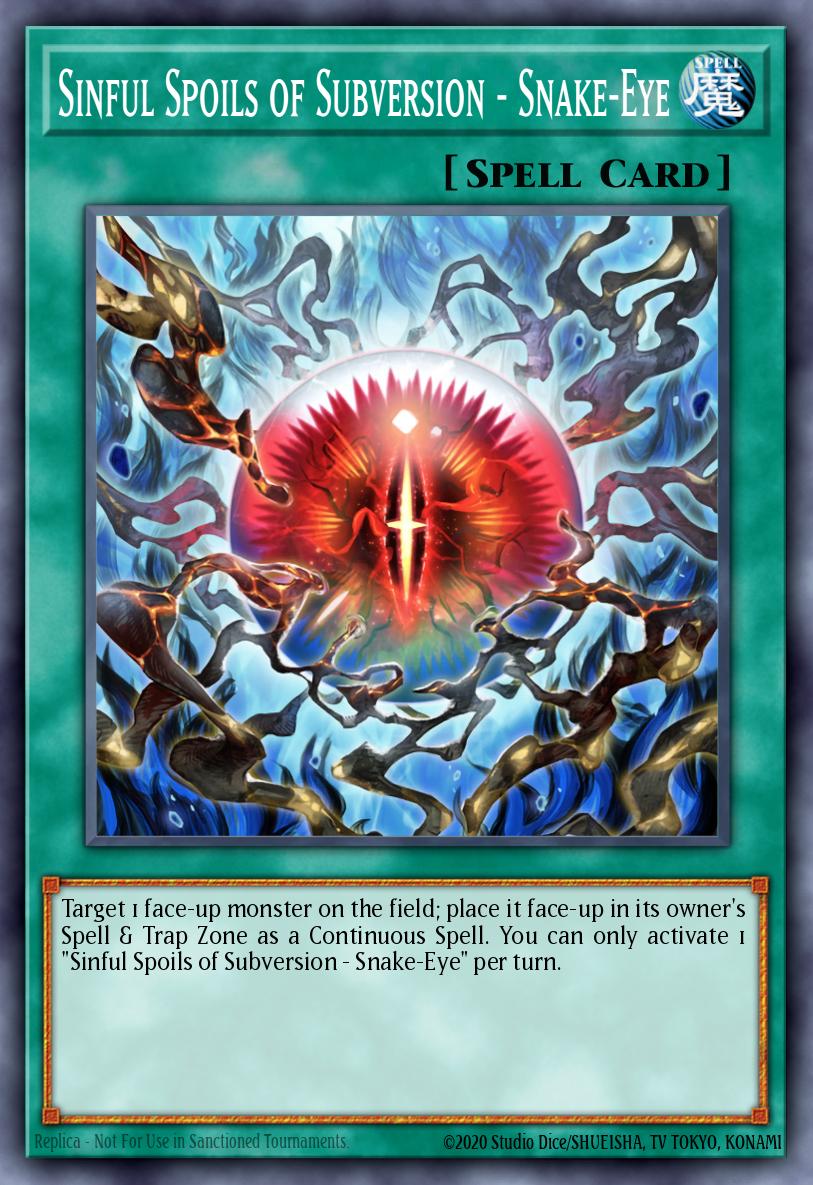 Sinful Spoils of Subversion - Snake-Eye
SPELL
魔
[ Spell Card ]
Target 1 face-up monster on the field; place it face-up in its owner's
Spell & Trap Zone as a Continuous Spell. You can only activate 1
"Sinful Spoils of Subversion - Snake-Eye" per turn.
Replica - Not For Use in Sanctioned Tournaments.
©2020 Studio Dice/SHUEISHA, TV TOKYO, KONAMI